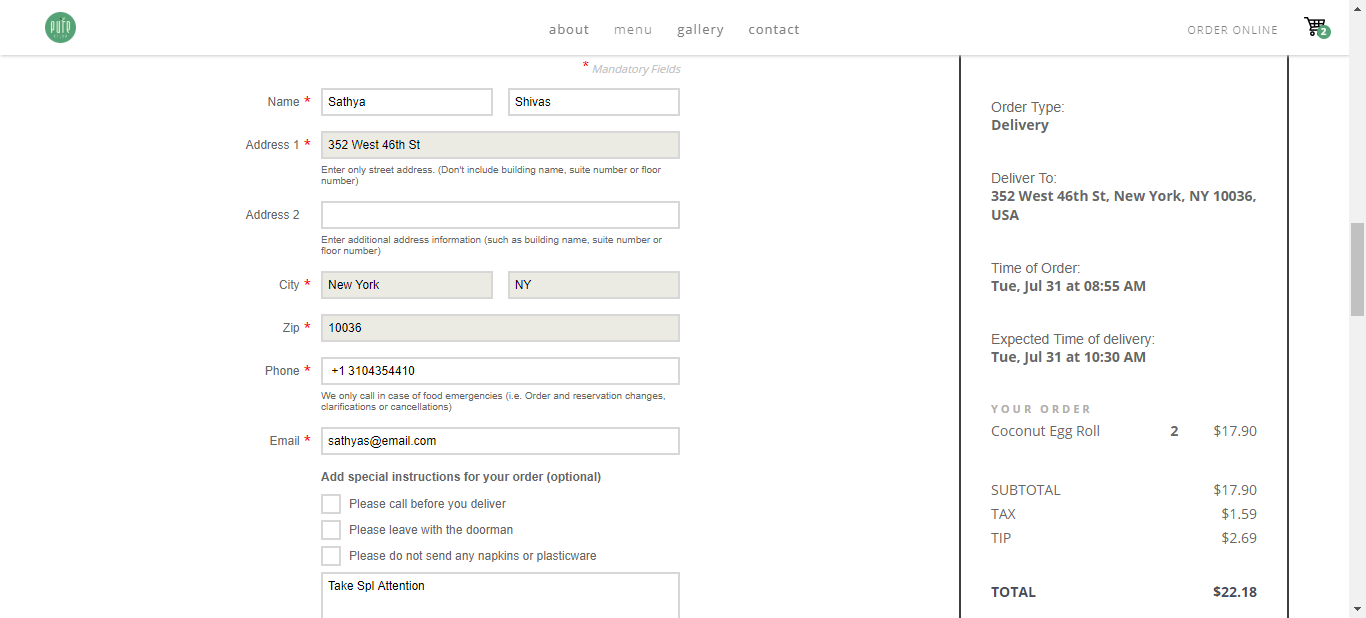 pure
about menu gallery contact
ORDER ONLINE
2
* Mandatory Fields
Name * Sathya Shivas
Address 1 * 352 West 46th St
Enter only street address. (Don't include building name, suite number or floor
number)
Address 2
Enter additional address information (such as building name, suite number or
floor number)
City * New York NY
Zip * 10036
Phone * +1 3104354410
We only call in case of food emergencies (i.e. Order and reservation changes,
clarifications or cancellations)
Email * sathyas@email.com
Add special instructions for your order (optional)
Please call before you deliver
Please leave with the doorman
Please do not send any napkins or plasticware
Take Spl Attention
Order Type:
Delivery
Deliver To:
352 West 46th St, New York, NY 10036,
USA
Time of Order:
Tue, Jul 31 at 08:55 AM
Expected Time of delivery:
Tue, Jul 31 at 10:30 AM
YOUR ORDER
Coconut Egg Roll 2 $17.90
SUBTOTAL $17.90
TAX $1.59
TIP $2.69
TOTAL $22.18